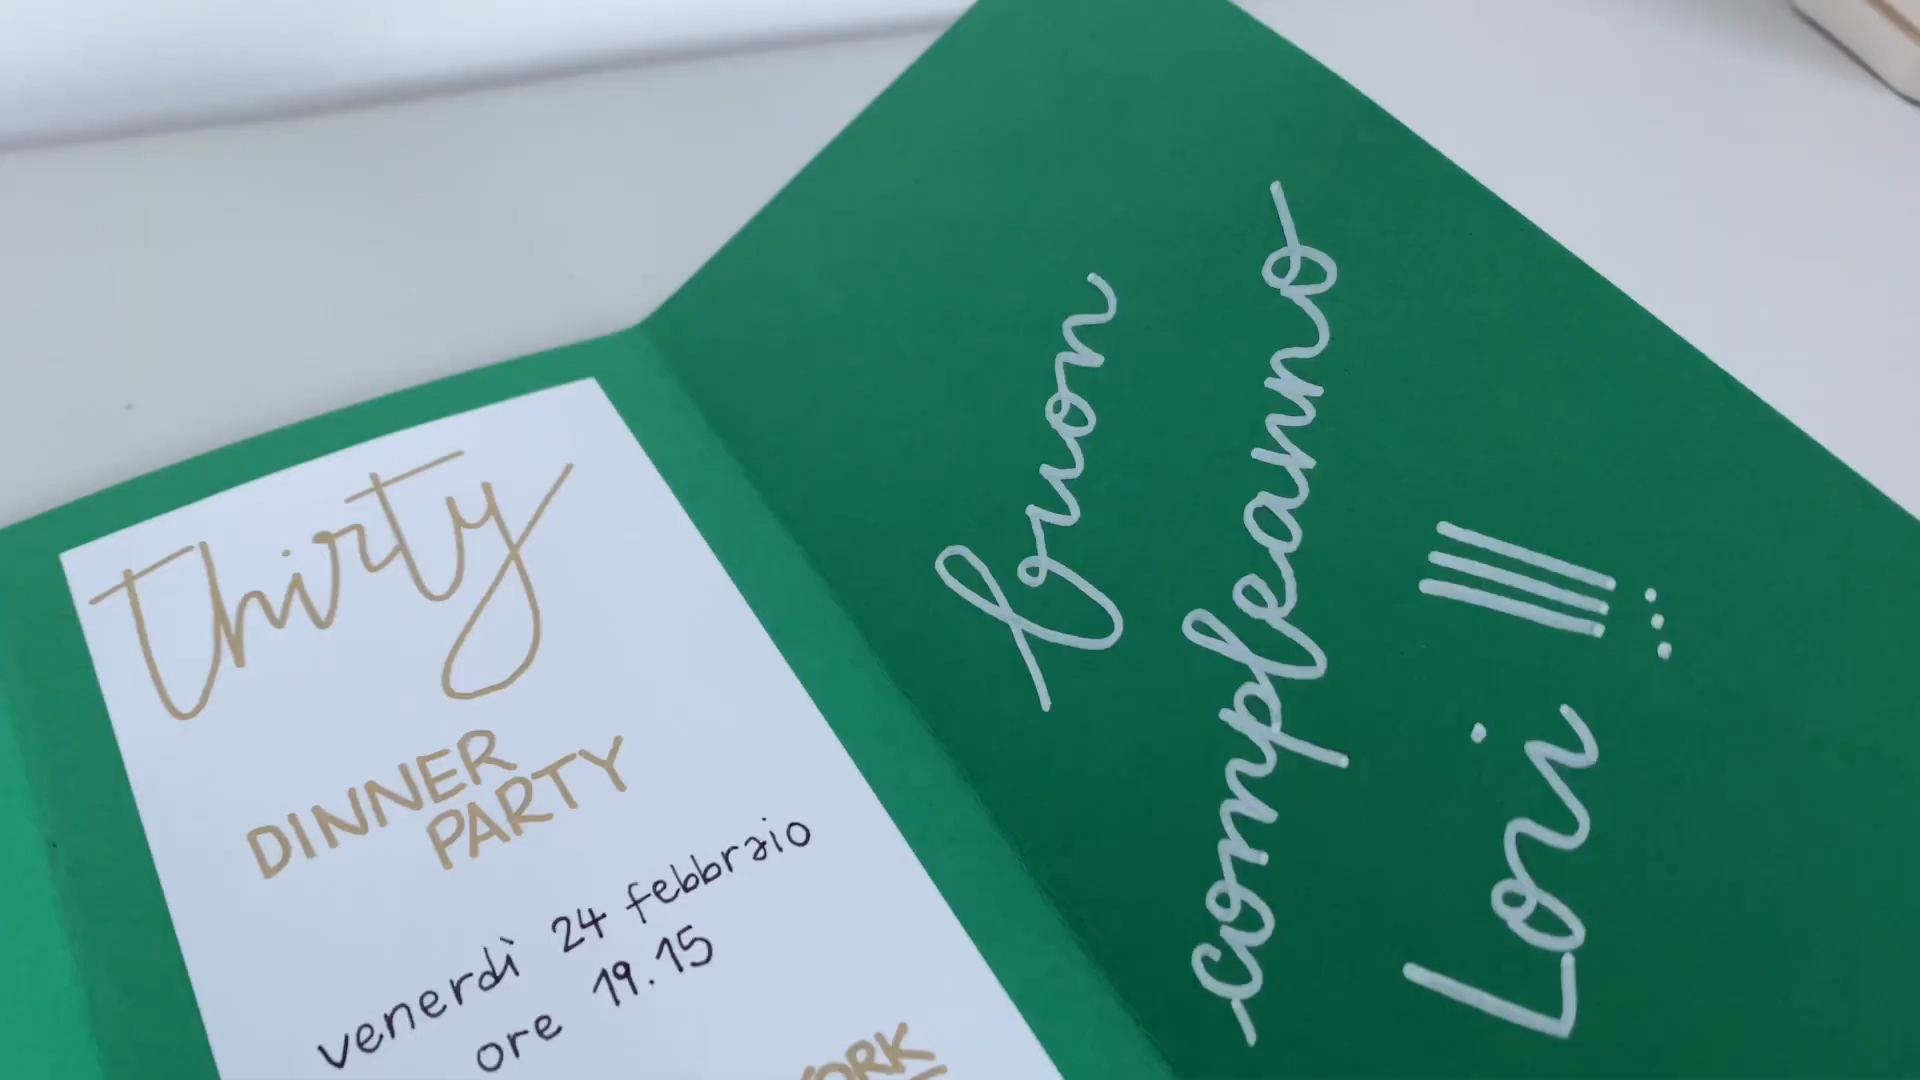 thirty
DINNER
PARTY
venerdì 24 febbraio
ore 19.15
buon
compleanno
Lori !!!